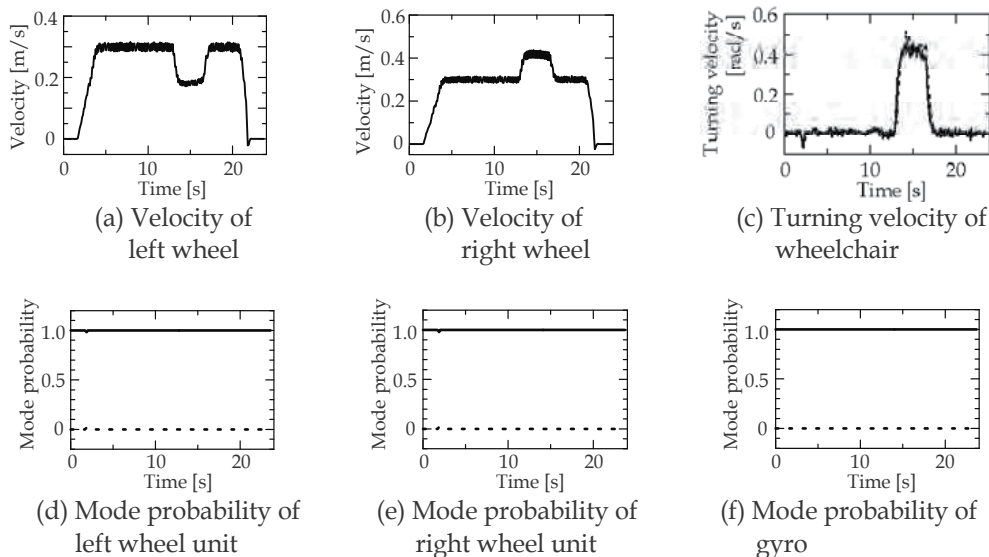 0.4
0.2
0
Velocity [m/s]
0
10
20
Time [s]
(a) Velocity of
left wheel
0.6
0.4
0.2
0
Velocity [m/s]
0
10
20
Time [s]
(b) Velocity of
right wheel
0.6
0.4
0.2
0
Turning velocity
[rad/s]
0
10
20
Time [s]
(c) Turning velocity of
wheelchair
1.0
0.5
0
Mode probability
0
10
20
Time [s]
(d) Mode probability of
left wheel unit
1.0
0.5
0
Mode probability
0
10
20
Time [s]
(e) Mode probability of
right wheel unit
1.0
0.5
0
Mode probability
0
10
20
Time [s]
(f) Mode probability of
gyro